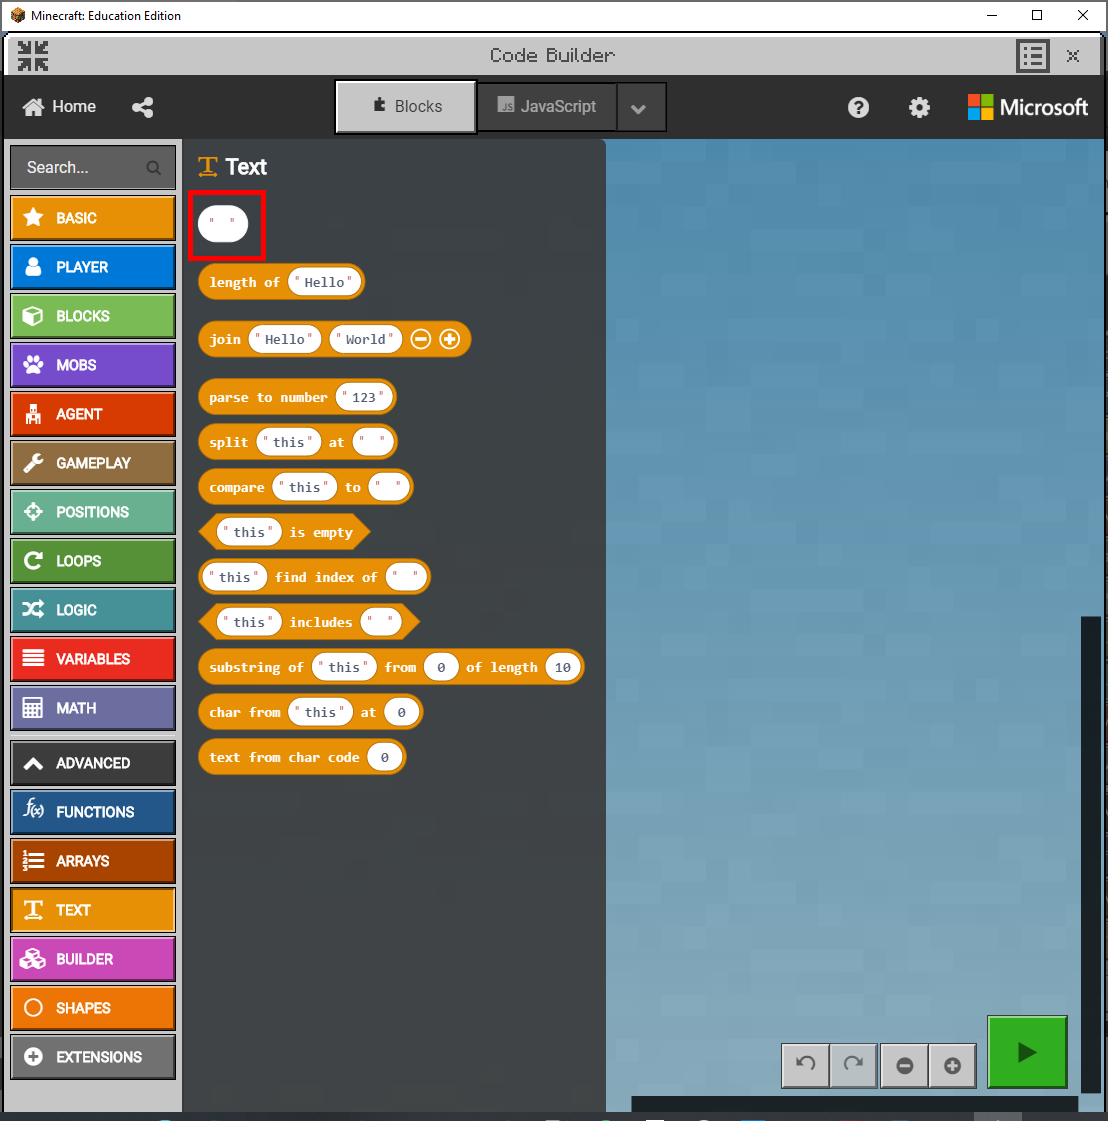 Minecraft: Education Edition
Code Builder
Home
Blocks
JS JavaScript
?
Microsoft
Search...
BASIC
PLAYER
BLOCKS
MOBS
AGENT
GAMEPLAY
POSITIONS
LOOPS
LOGIC
VARIABLES
MATH
ADVANCED
f(x) FUNCTIONS
ARRAYS
TEXT
BUILDER
SHAPES
EXTENSIONS
Text
" "
length of "Hello"
join "Hello" "World"
parse to number "123"
split "this" at " "
compare "this" to " "
"this" is empty
"this" find index of " "
"this" includes " "
substring of "this" from 0 of length 10
char from "this" at 0
text from char code 0